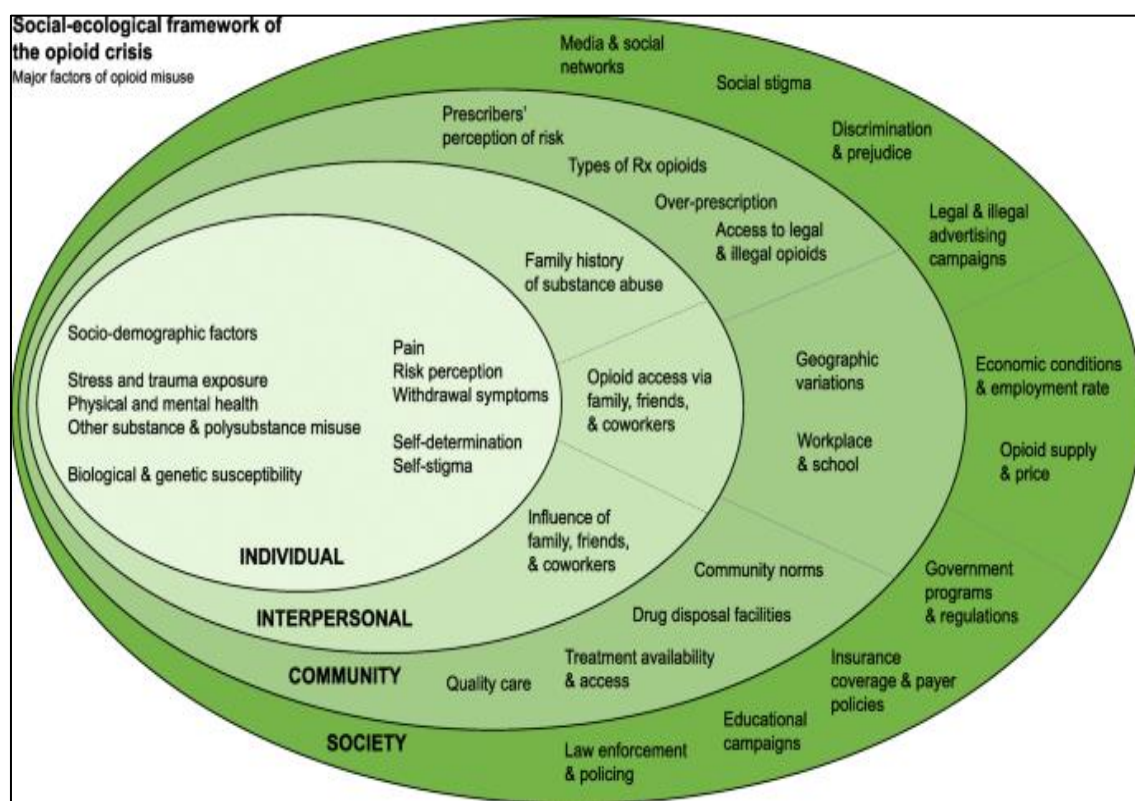 Social-ecological framework of
the opioid crisis
Major factors of opioid misuse
Media & social
networks
Social stigma
Discrimination
& prejudice
Legal & illegal
advertising
campaigns
Economic conditions
& employment rate
Opioid supply
& price
Government
programs
& regulations
Insurance
coverage & payer
policies
Educational
campaigns
Law enforcement
& policing
SOCIETY
Prescribers'
perception of risk
Types of Rx opioids
Over-prescription
Access to legal
& illegal opioids
Geographic
variations
Workplace
& school
Community norms
Drug disposal facilities
Treatment availability
& access
Quality care
COMMUNITY
Family history
of substance abuse
Opioid access via
family, friends,
& coworkers
Influence of
family, friends,
& coworkers
INTERPERSONAL
Socio-demographic factors
Stress and trauma exposure
Physical and mental health
Other substance & polysubstance misuse
Biological & genetic susceptibility
Pain
Risk perception
Withdrawal symptoms
Self-determination
Self-stigma
INDIVIDUAL